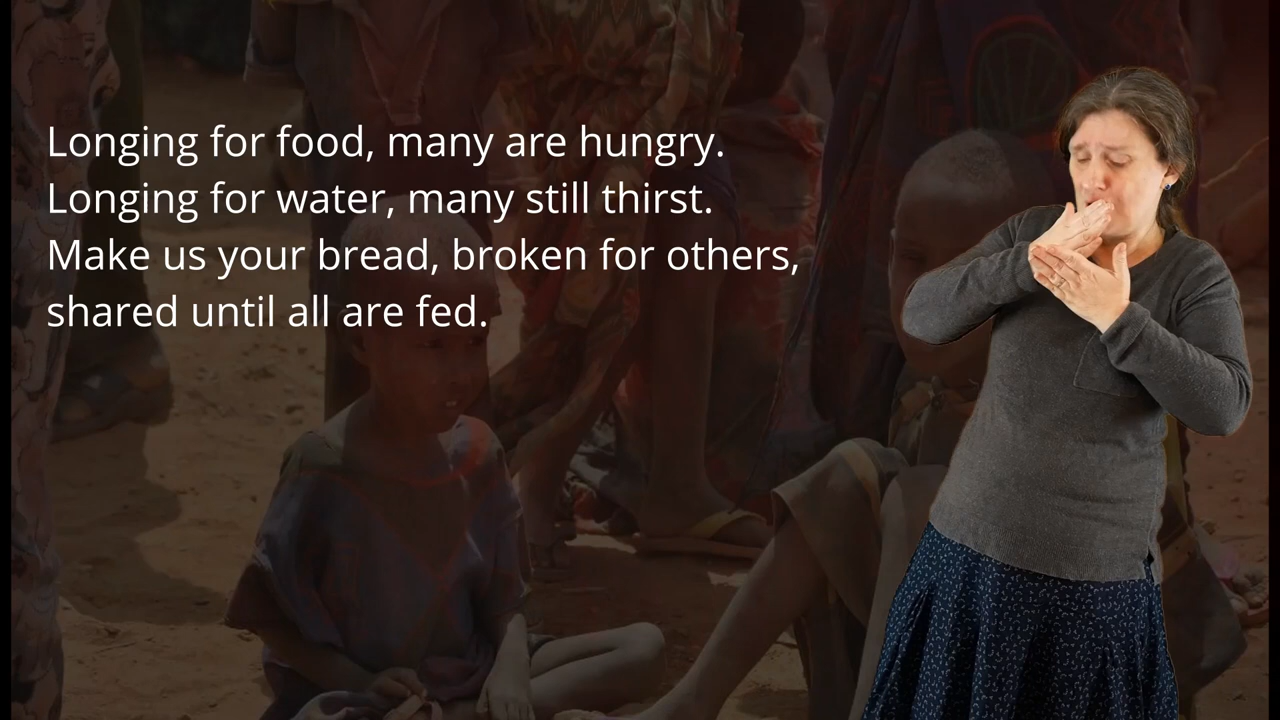 Longing for food, many are hungry.
Longing for water, many still thirst.
Make us your bread, broken for others,
shared until all are fed.